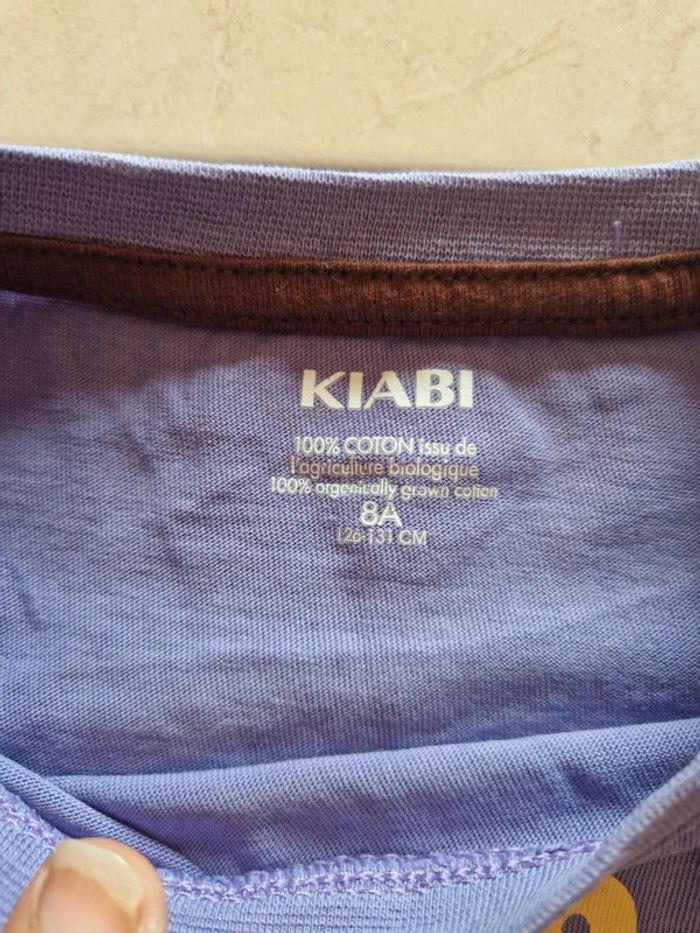 KIABI
100% COTON issu de
l'agriculture biologique
100% organically grown cotton
8A
126-131 CM